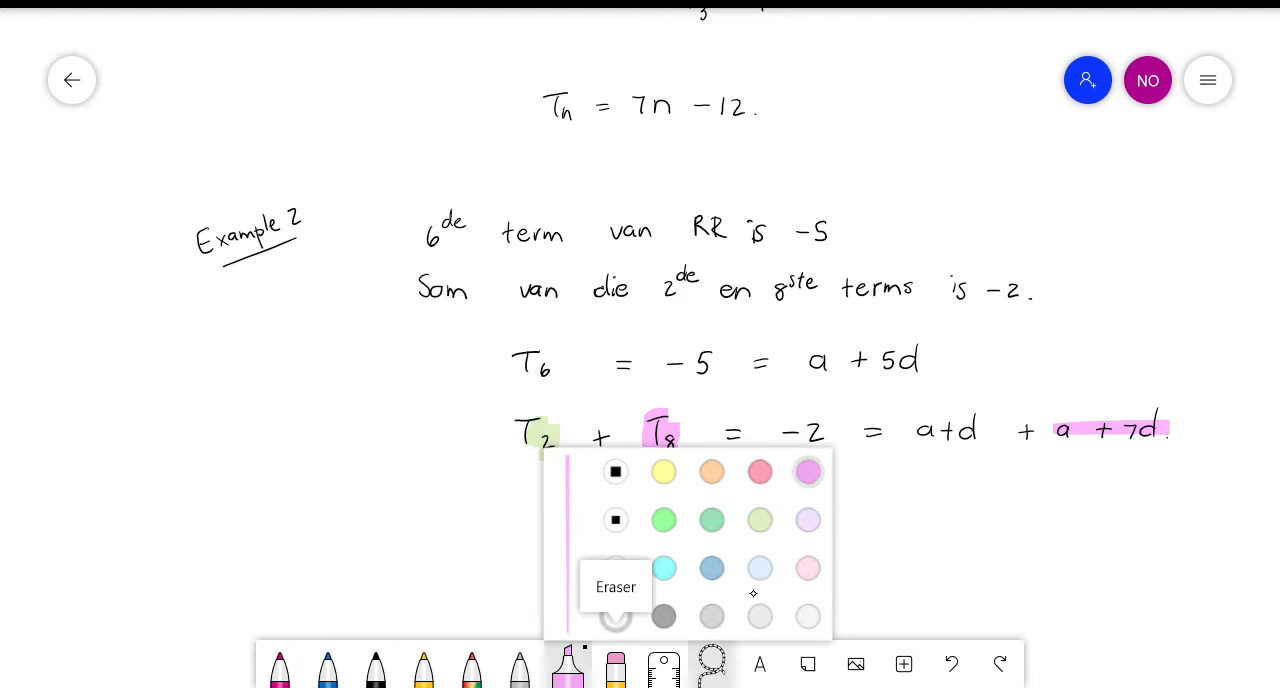 NO
Tn = 7n - 12.
Example 2
6de term van RR is -5
Som van die 2de en 8ste terms is -2.
T6 = -5 = a + 5d
T2 + T8 = -2 = a+d + a + 7d.
Eraser
A